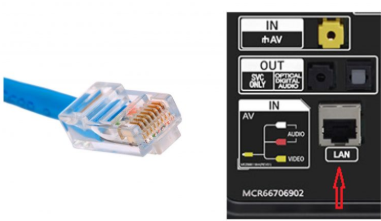 IN
AV
OUT
SVC ONLY
OPTICAL DIGITAL AUDIO
IN
AV
AUDIO
VIDEO
LAN
MCR66706902